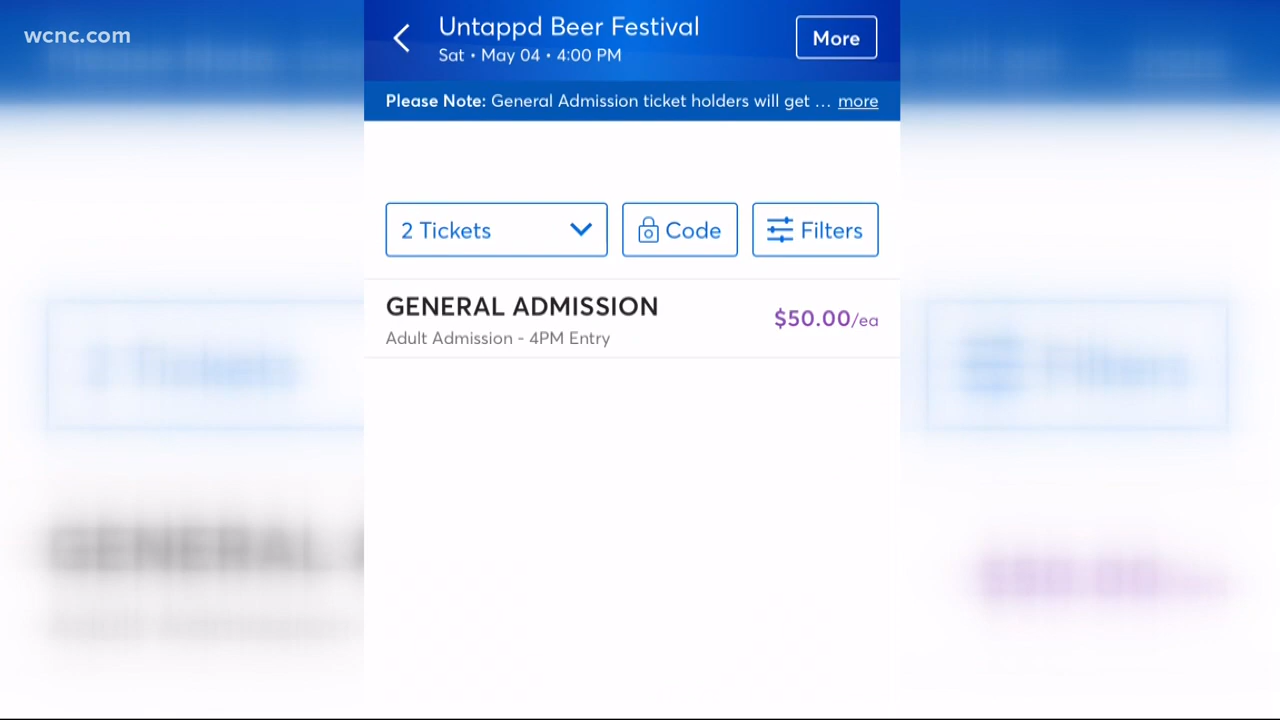 wcnc.com
Untappd Beer Festival
Sat • May 04 • 4:00 PM
More
Please Note: General Admission ticket holders will get ... more
2 Tickets
Code
Filters
GENERAL ADMISSION
$50.00/ea
Adult Admission - 4PM Entry